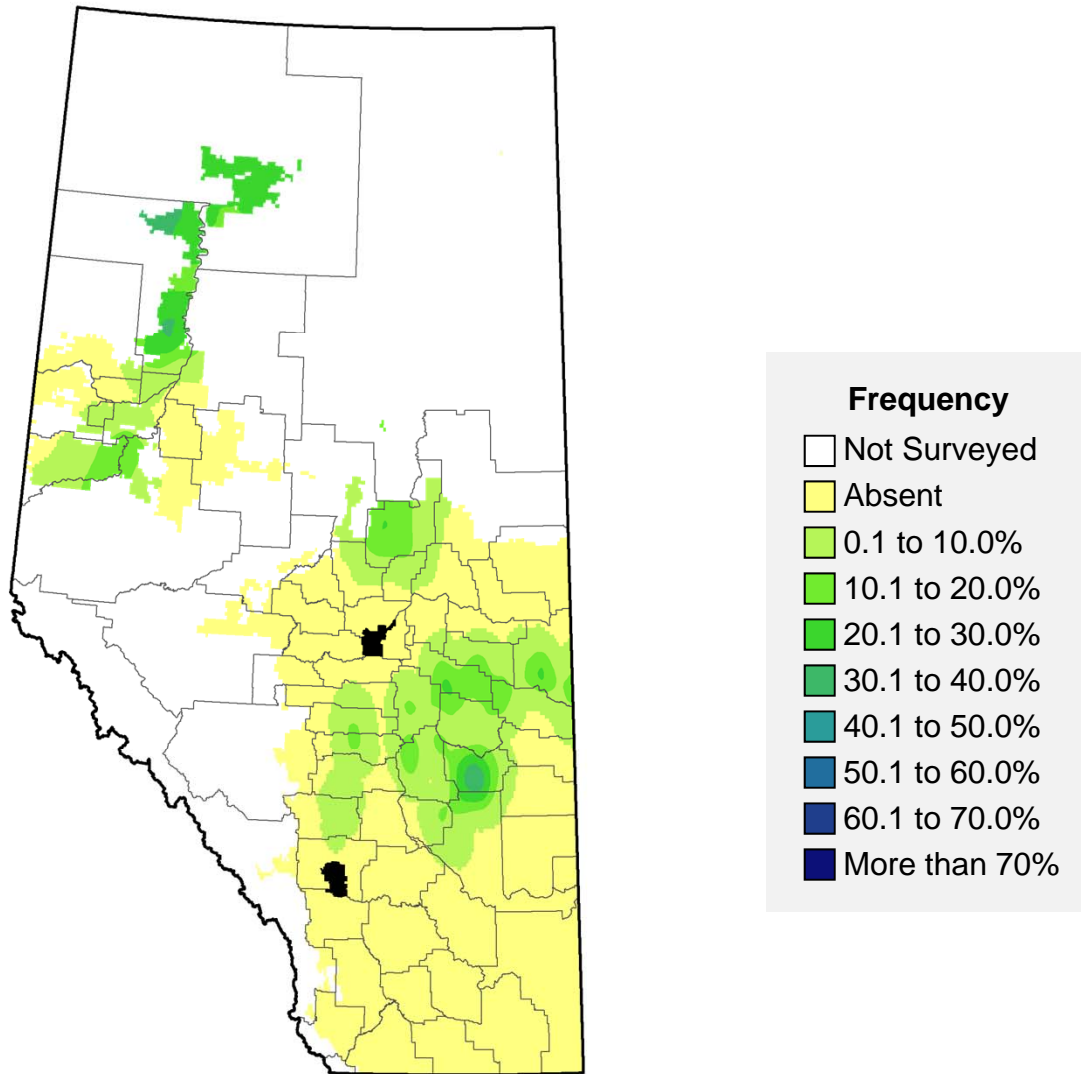 Frequency
Not Surveyed
Absent
0.1 to 10.0%
10.1 to 20.0%
20.1 to 30.0%
30.1 to 40.0%
40.1 to 50.0%
50.1 to 60.0%
60.1 to 70.0%
More than 70%